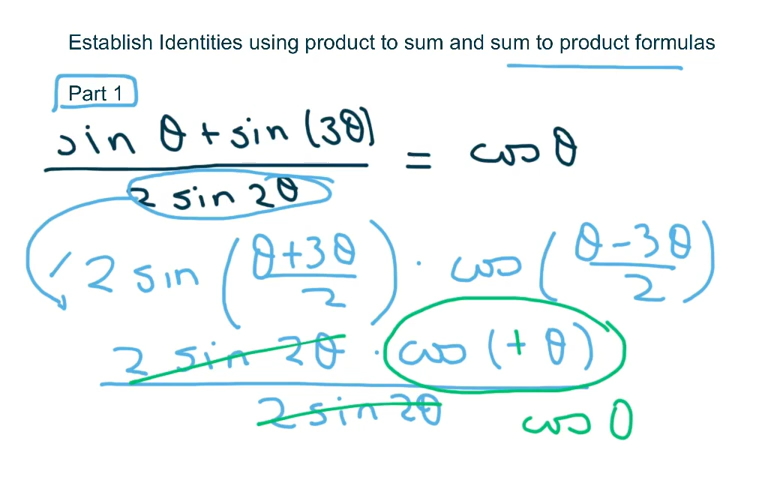 Establish Identities using product to sum and sum to product formulas
Part 1
sin θ + sin (3θ) / 2 sin 2θ = cos θ
2 sin (θ+3θ / 2) · cos (θ-3θ / 2)
2 sin 2θ · cos (+ θ)
2 sin 2θ cos θ